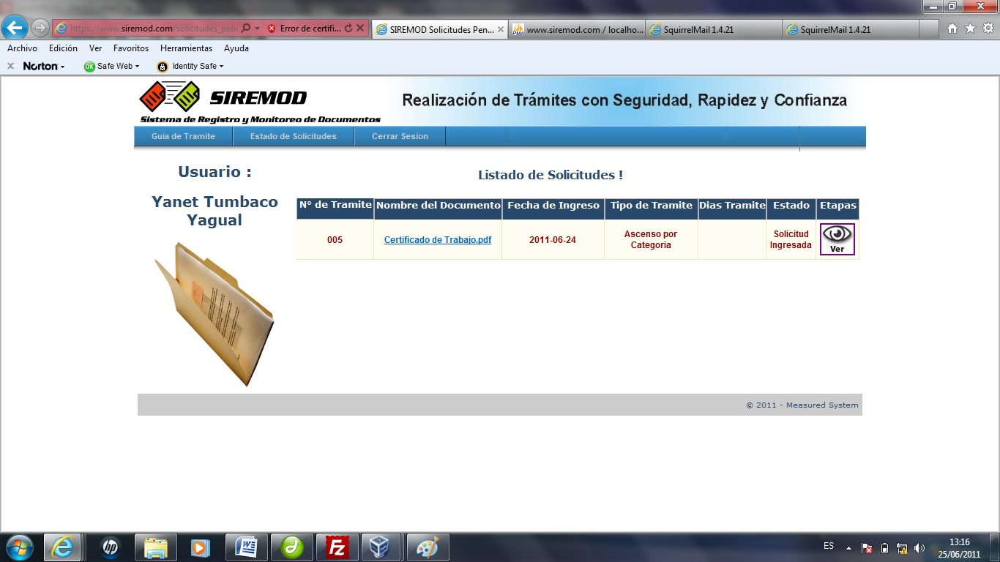 https://www.siremod.com/solicitudes_pen
Error de certifi...
SIREMOD Solicitudes Pen...
www.siremod.com / localho...
SquirrelMail 1.4.21
SquirrelMail 1.4.21
Archivo Edición Ver Favoritos Herramientas Ayuda
x Norton OK Safe Web Identity Safe
SIREMOD
Sistema de Registro y Monitoreo de Documentos
Realización de Trámites con Seguridad, Rapidez y Confianza
Guia de Tramite Estado de Solicitudes Cerrar Sesion
Usuario :
Yanet Tumbaco
Yagual
Listado de Solicitudes !
N° de Tramite Nombre del Documento Fecha de Ingreso Tipo de Tramite Dias Tramite Estado Etapas
005 Certificado de Trabajo.pdf 2011-06-24 Ascenso por Categoria Solicitud Ingresada Ver
© 2011 - Measured System
hp
W
Fz
ES
13:16
25/06/2011